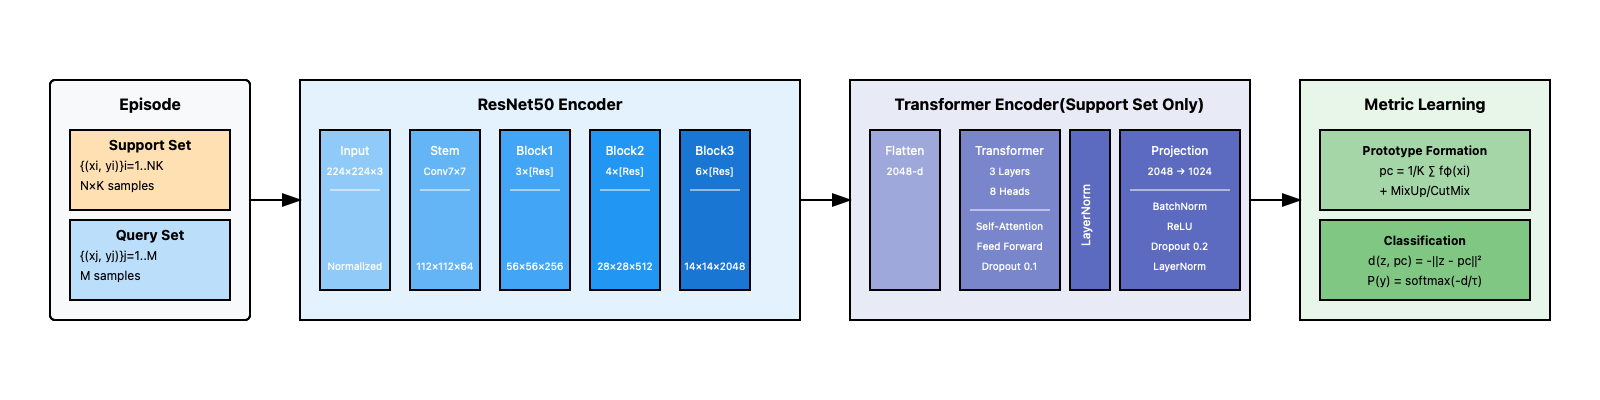 Episode
Support Set
{(xi, yi)}i=1..NK
N×K samples
Query Set
{(xj, yj)}j=1..M
M samples
ResNet50 Encoder
Input
224×224×3
Normalized
Stem
Conv7×7
112×112×64
Block1
3×[Res]
56×56×256
Block2
4×[Res]
28×28×512
Block3
6×[Res]
14×14×2048
Transformer Encoder(Support Set Only)
Flatten
2048-d
Transformer
3 Layers
8 Heads
Self-Attention
Feed Forward
Dropout 0.1
LayerNorm
Projection
2048 → 1024
BatchNorm
ReLU
Dropout 0.2
LayerNorm
Metric Learning
Prototype Formation
pc = 1/K ∑ fφ(xi)
+ MixUp/CutMix
Classification
d(z, pc) = -||z - pc||²
P(y) = softmax(-d/τ)